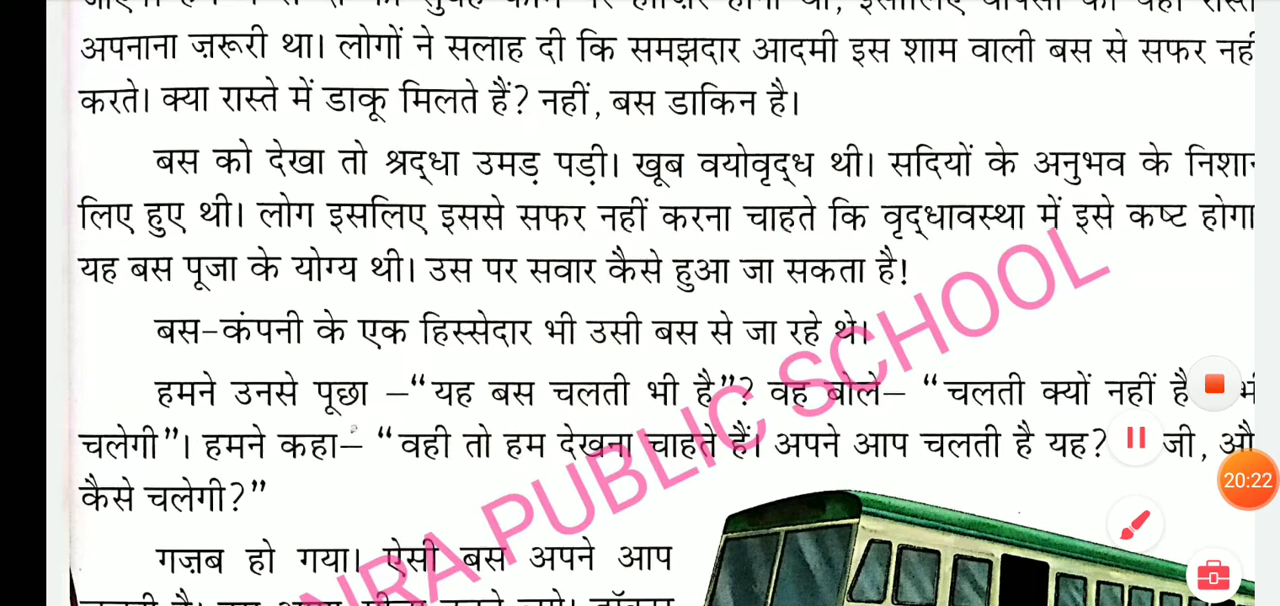 अपनाना ज़रूरी था। लोगों ने सलाह दी कि समझदार आदमी इस शाम वाली बस से सफर
करते। क्या रास्ते में डाकू मिलते हैं? नहीं, बस डाकिन है।
बस को देखा तो श्रद्धा उमड़ पड़ी। खूब वयोवृद्ध थी। सदियों के अनुभव के
लिए हुए थी। लोग इसलिए इससे सफर नहीं करना चाहते कि वृद्धावस्था में इसे कष्ट होगा
यह बस पूजा के योग्य थी। उस पर सवार कैसे हुआ जा सकता है!
बस-कंपनी के एक हिस्सेदार भी उसी बस से जा रहे थे।
हमने उनसे पूछा –“यह बस चलती भी है”? वह बोले– “चलती क्यों नहीं है
चलेगी”। हमने कहा– “वही तो हम देखना चाहते हैं। अपने आप चलती है यह? जी,
कैसे चलेगी?”
गज़ब हो गया। ऐसी बस अपने आप
NRA PUBLIC SCHOOL
20:22